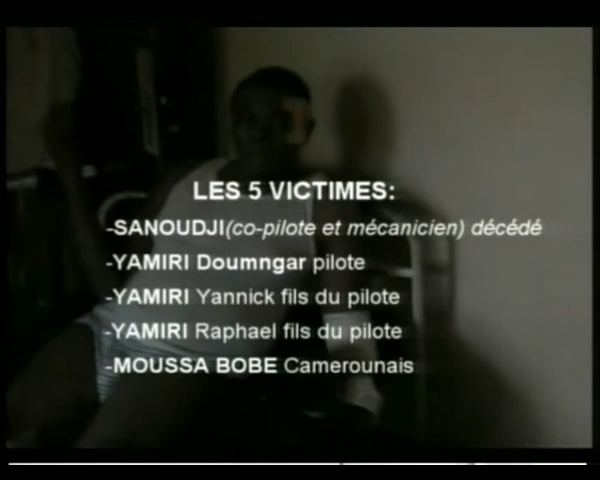 LES 5 VICTIMES:
-SANOUDJI(co-pilote et mécanicien) décédé
-YAMIRI Doumngar pilote
-YAMIRI Yannick fils du pilote
-YAMIRI Raphael fils du pilote
-MOUSSA BOBE Camerounais